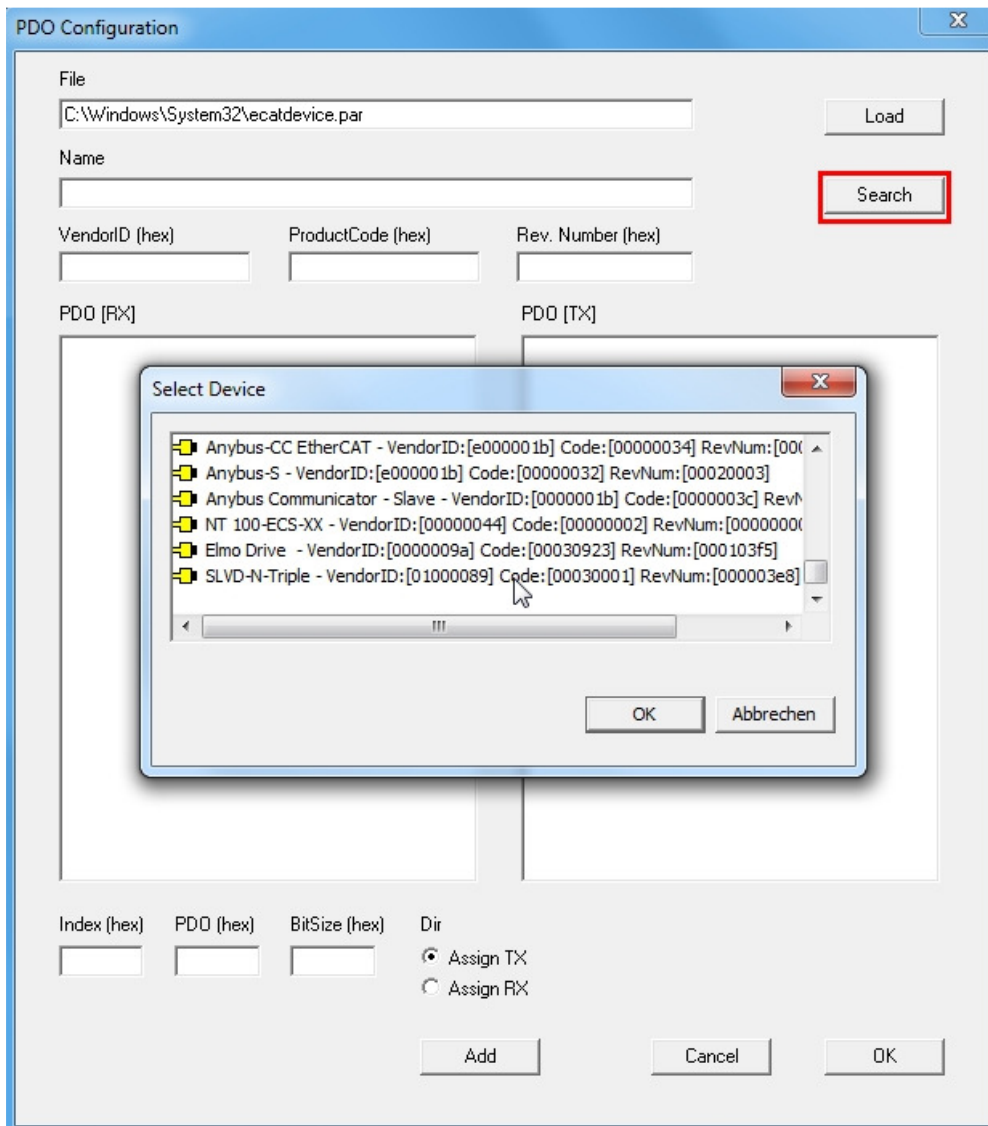 PDO Configuration
File
C:\Windows\System32\ecatdevice.par
Load
Name
Search
VendorID (hex) ProductCode (hex) Rev. Number (hex)
PDO [RX] PDO [TX]
Select Device
Anybus-CC EtherCAT - VendorID:[e000001b] Code:[00000034] RevNum:[000
Anybus-S - VendorID:[e000001b] Code:[00000032] RevNum:[00020003]
Anybus Communicator - Slave - VendorID:[0000001b] Code:[0000003c] Rev
NT 100-ECS-XX - VendorID:[00000044] Code:[00000002] RevNum:[00000000
Elmo Drive - VendorID:[0000009a] Code:[00030923] RevNum:[000103f5]
SLVD-N-Triple - VendorID:[01000089] Code:[00030001] RevNum:[000003e8]
OK Abbrechen
Index (hex) PDO (hex) BitSize (hex) Dir
Assign TX
Assign RX
Add Cancel OK